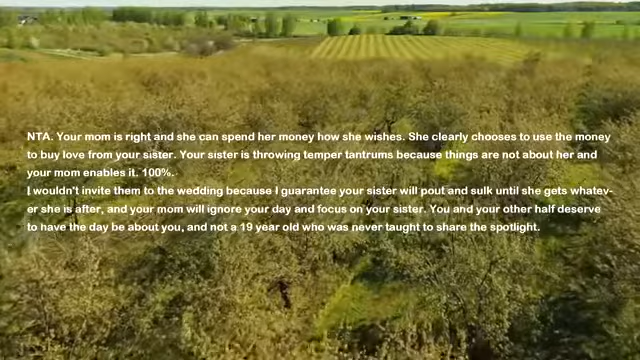 NTA. Your mom is right and she can spend her money how she wishes. She clearly chooses to use the money
to buy love from your sister. Your sister is throwing temper tantrums because things are not about her and
your mom enables it. 100%.
I wouldn't invite them to the wedding because I guarantee your sister will pout and sulk until she gets whatev-
er she is after, and your mom will ignore your day and focus on your sister. You and your other half deserve
to have the day be about you, and not a 19 year old who was never taught to share the spotlight.